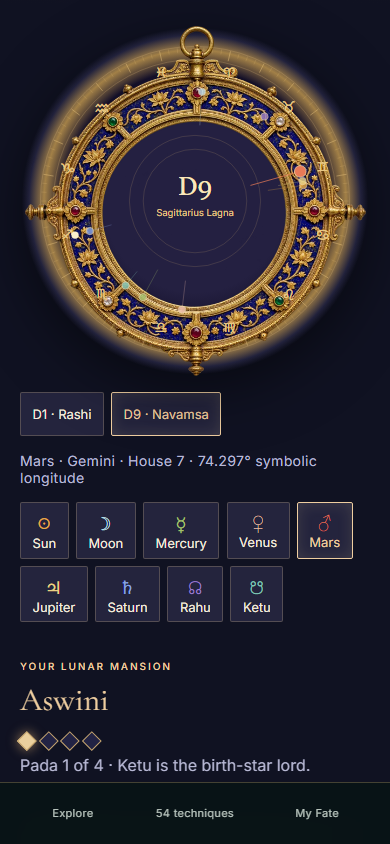 D9
Sagittarius Lagna
D1 · Rashi
D9 · Navamsa
Mars · Gemini · House 7 · 74.297° symbolic
longitude
☉ ☽ ☿ ♀ ♂
Sun Moon Mercury Venus Mars
♃ ♄ ☊ ☋
Jupiter Saturn Rahu Ketu
YOUR LUNAR MANSION
Aswini
Pada 1 of 4 · Ketu is the birth-star lord.
Explore 54 techniques My Fate